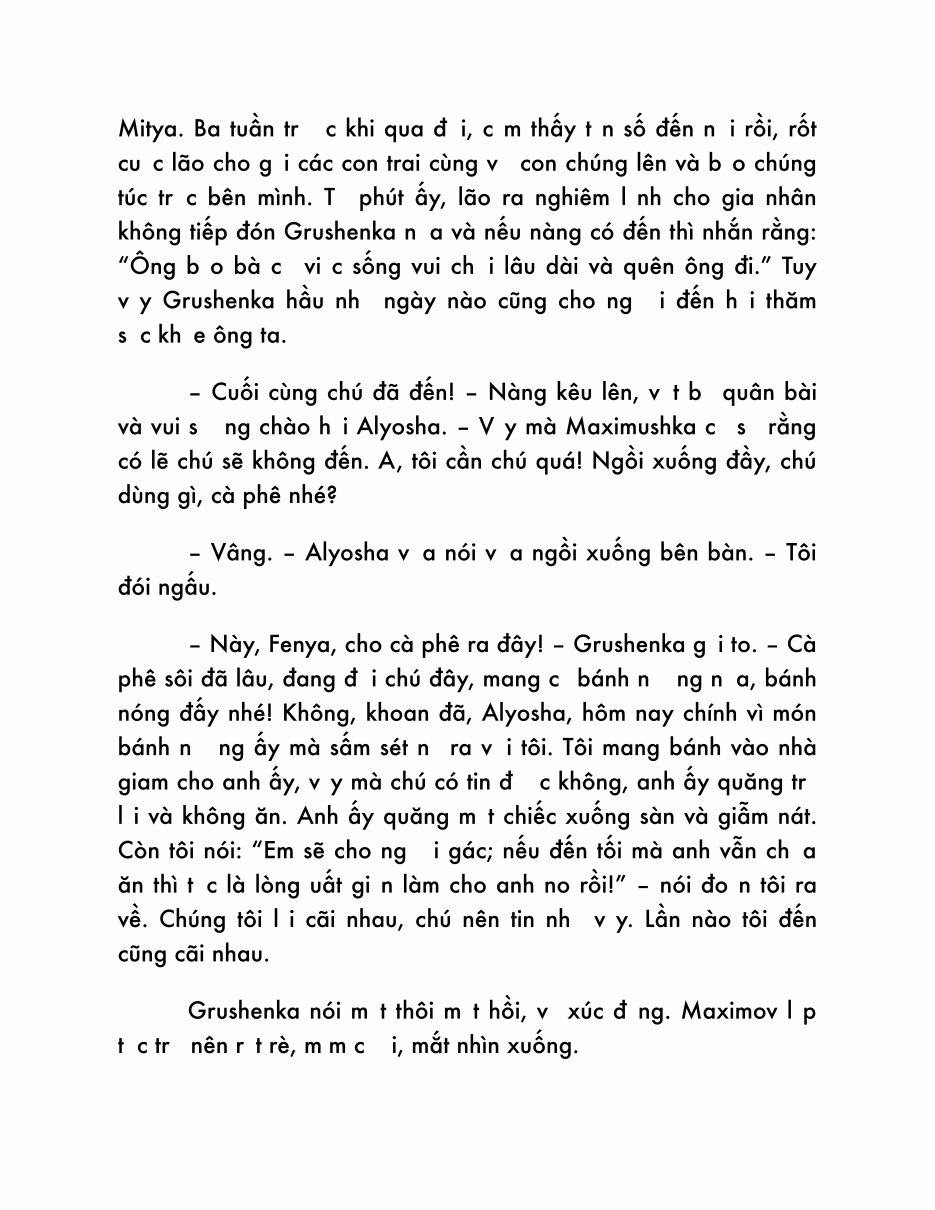 Mitya. Ba tuần tr c khi qua đ i, c m thấy t n số đến n i rồi, rốt
cu c lão cho g i các con trai cùng v con chúng lên và b o chúng
túc tr c bên mình. T phút ấy, lão ra nghiêm l nh cho gia nhân
không tiếp đón Grushenka n a và nếu nàng có đến thì nhắn rằng:
“Ông b o bà c vi c sống vui ch i lâu dài và quên ông đi.” Tuy
v y Grushenka hầu nh ngày nào cũng cho ng i đến h i thăm
s c kh e ông ta.
– Cuối cùng chú đã đến! – Nàng kêu lên, v t b quân bài
và vui s ng chào h i Alyosha. – V y mà Maximushka c s rằng
có lẽ chú sẽ không đến. A, tôi cần chú quá! Ngồi xuống đầy, chú
dùng gì, cà phê nhé?
– Vâng. – Alyosha v a nói v a ngồi xuống bên bàn. – Tôi
đói ngấu.
– Này, Fenya, cho cà phê ra đây! – Grushenka g i to. – Cà
phê sôi đã lâu, đang đ i chú đây, mang c bánh n ng n a, bánh
nóng đấy nhé! Không, khoan đã, Alyosha, hôm nay chính vì món
bánh n ng ấy mà sấm sét n ra v i tôi. Tôi mang bánh vào nhà
giam cho anh ấy, v y mà chú có tin đ c không, anh ấy quăng tr
l i và không ăn. Anh ấy quăng m t chiếc xuống sàn và giẫm nát.
Còn tôi nói: “Em sẽ cho ng i gác; nếu đến tối mà anh vẫn ch a
ăn thì t c là lòng uất gi n làm cho anh no rồi!” – nói đo n tôi ra
về. Chúng tôi l i cãi nhau, chú nên tin nh v y. Lần nào tôi đến
cũng cãi nhau.
Grushenka nói m t thôi m t hồi, v xúc đ ng. Maximov l p
t c tr nên r t rè, m m c i, mắt nhìn xuống.